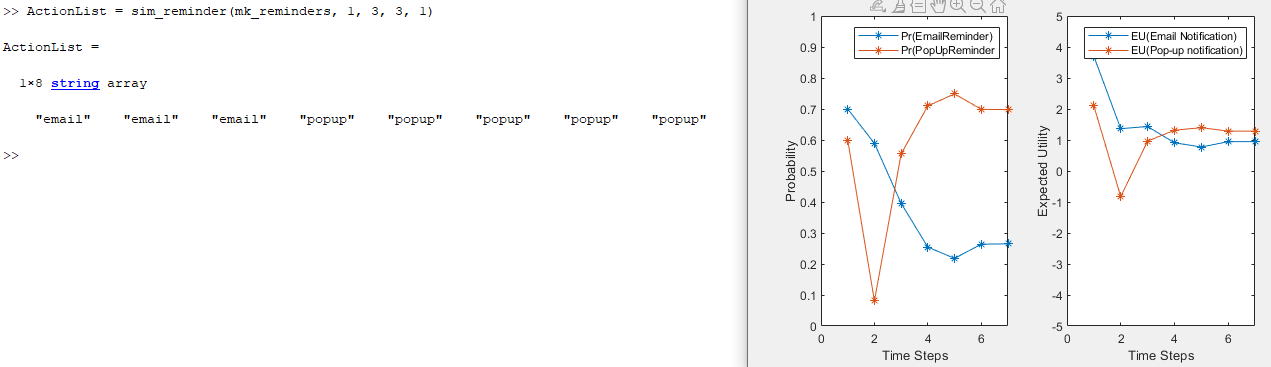 >> ActionList = sim_reminder(mk_reminders, 1, 3, 3, 1)
ActionList =
1×8 string array
"email" "email" "email" "popup" "popup" "popup" "popup" "popup"
>>
Pr(EmailReminder)
Pr(PopUpReminder
1
0.9
0.8
0.7
0.6
0.5
0.4
0.3
0.2
0.1
0
Probability
0 2 4 6
Time Steps
EU(Email Notification)
EU(Pop-up notification)
5
4
3
2
1
0
-1
-2
-3
-4
-5
Expected Utility
0 2 4 6
Time Steps